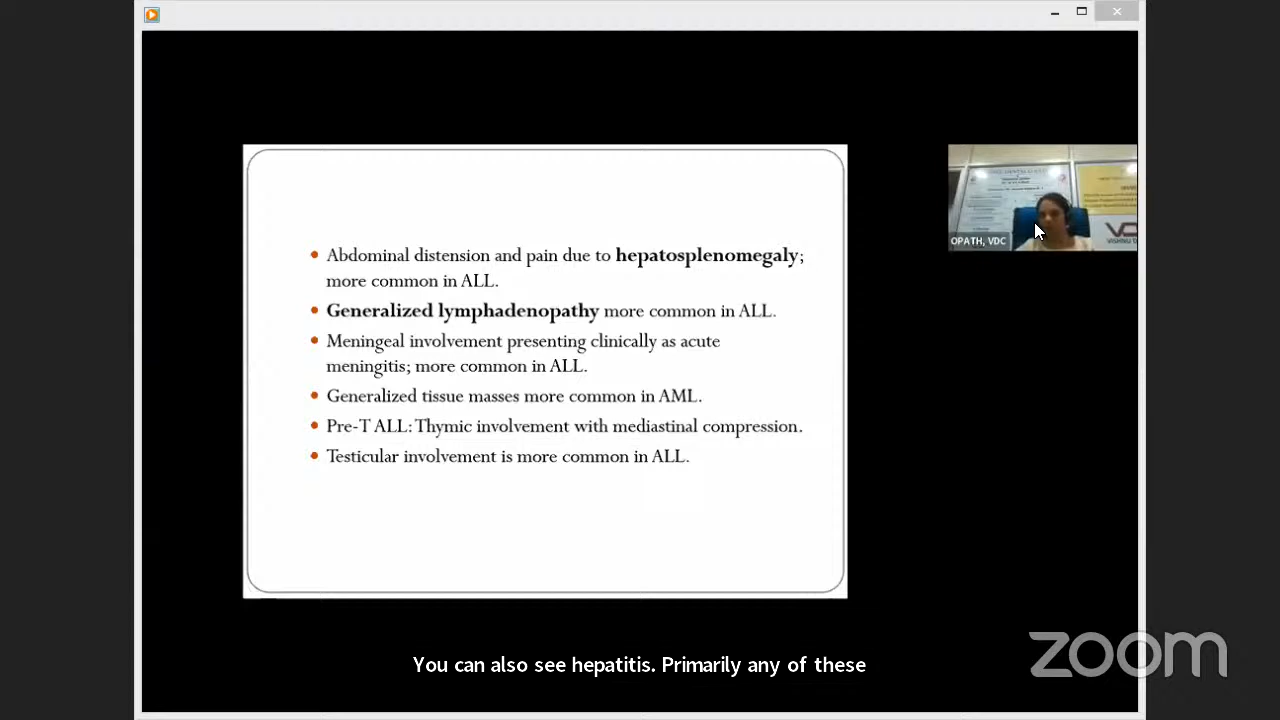 Abdominal distension and pain due to hepatosplenomegaly;
more common in ALL.
Generalized lymphadenopathy more common in ALL.
Meningeal involvement presenting clinically as acute
meningitis; more common in ALL.
Generalized tissue masses more common in AML.
Pre-T ALL: Thymic involvement with mediastinal compression.
Testicular involvement is more common in ALL.
OPATH, VDC
You can also see hepatitis. Primarily any of these
zoom